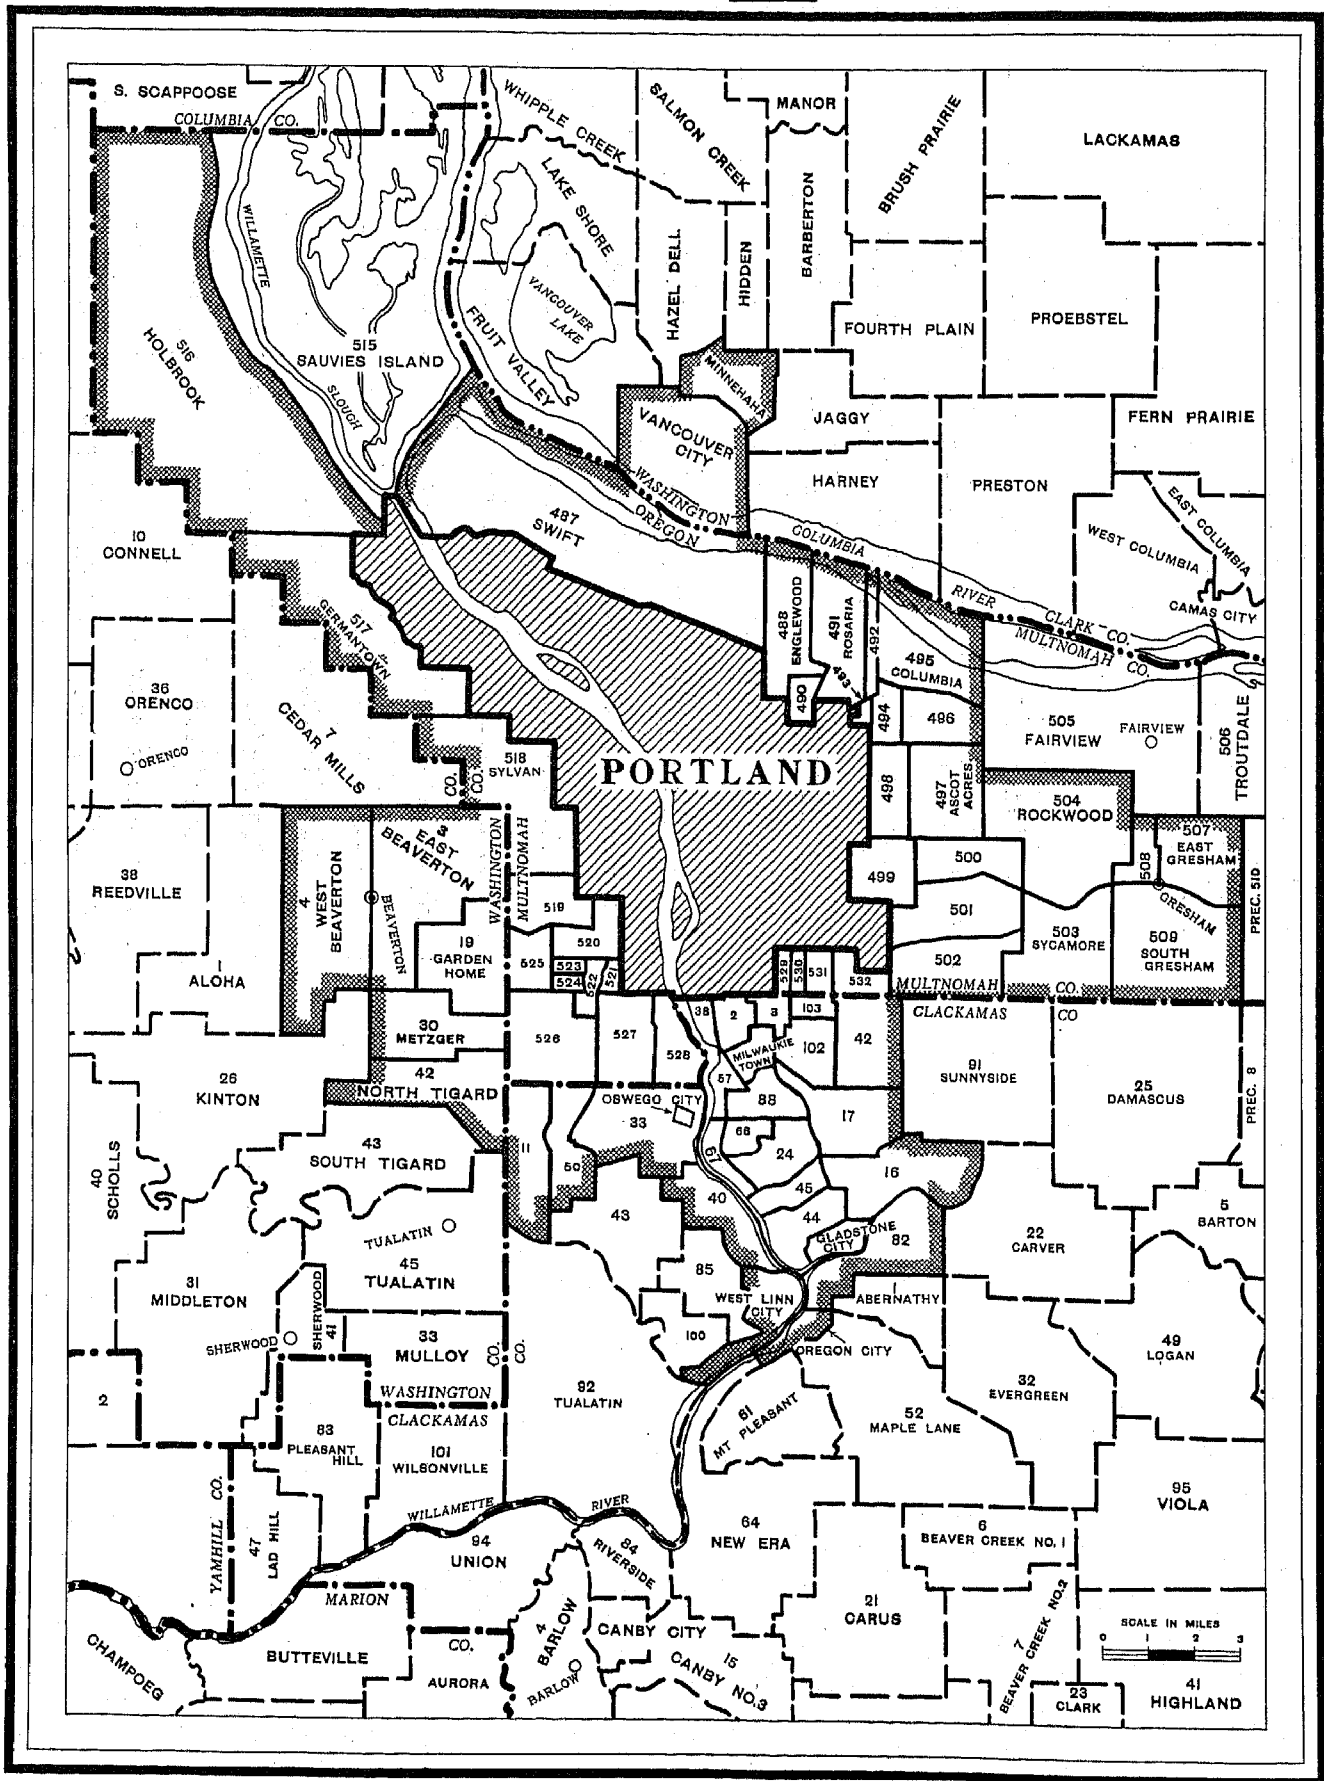 S. SCAPPOOSE
COLUMBIA CO.
WHIPPLE CREEK
SALMON CREEK
MANOR
BRUSH PRAIRIE
LACKAMAS
LAKE SHORE
HAZEL DELL
HIDDEN
BARBERTON
WILLAMETTE
SLOUGH
515
SAUVIES ISLAND
516
HOLBROOK
FRUIT VALLEY
VANCOUVER
LAKE
FOURTH PLAIN
PROEBSTEL
MINNEHAHA
VANCOUVER
CITY
JAGGY
FERN PRAIRIE
HARNEY
PRESTON
WASHINGTON
OREGON
487
SWIFT
COLUMBIA
RIVER
EAST COLUMBIA
WEST COLUMBIA
CAMAS CITY
CLARK CO.
MULTNOMAH CO.
10
CONNELL
517
GERMANTOWN
488
ENGLEWOOD
491
ROSARIA
492
493
490
495
COLUMBIA
494
496
36
ORENCO
ORENCO
7
CEDAR MILLS
505
FAIRVIEW
FAIRVIEW
506
TROUTDALE
518
SYLVAN
CO.
CO.
PORTLAND
498
497
ASCOT
ACRES
504
ROCKWOOD
507
EAST
GRESHAM
508
PREC. 510
3
EAST
BEAVERTON
4
WEST
BEAVERTON
BEAVERTON
WASHINGTON
MULTNOMAH
38
REEDVILLE
500
499
501
502
503
SYCAMORE
GRESHAM
509
SOUTH
GRESHAM
1
ALOHA
19
GARDEN
HOME
519
520
525
523
524
522
521
529
530
531
532
MULTNOMAH CO.
CLACKAMAS CO
30
METZGER
526
527
528
38
2
3
103
MILWAUKIE
TOWN
102
42
91
SUNNYSIDE
25
DAMASCUS
PREC. 8
26
KINTON
42
NORTH TIGARD
57
OSWEGO CITY
33
88
17
66
67
24
11
50
43
SOUTH TIGARD
40
SCHOLLS
16
40
45
44
43
GLADSTONE
CITY
82
5
BARTON
22
CARVER
TUALATIN
45
TUALATIN
31
MIDDLETON
85
WEST LINN
CITY
1
ABERNATHY
SHERWOOD
SHERWOOD
41
33
MULLOY
CO.
CO.
100
OREGON CITY
49
LOGAN
2
WASHINGTON
CLACKAMAS
92
TUALATIN
32
EVERGREEN
61
MT PLEASANT
52
MAPLE LANE
83
PLEASANT
HILL
101
WILSONVILLE
YAMHILL CO.
47
LAD HILL
WILLAMETTE
RIVER
94
UNION
84
RIVERSIDE
64
NEW ERA
95
VIOLA
6
BEAVER CREEK NO. 1
MARION
CO.
4
BARLOW
BARLOW
CANBY CITY
15
CANBY NO. 3
21
CARUS
7
BEAVER CREEK NO. 2
SCALE IN MILES
0 1 2 3
CHAMPOEG
BUTTEVILLE
AURORA
23
CLARK
41
HIGHLAND